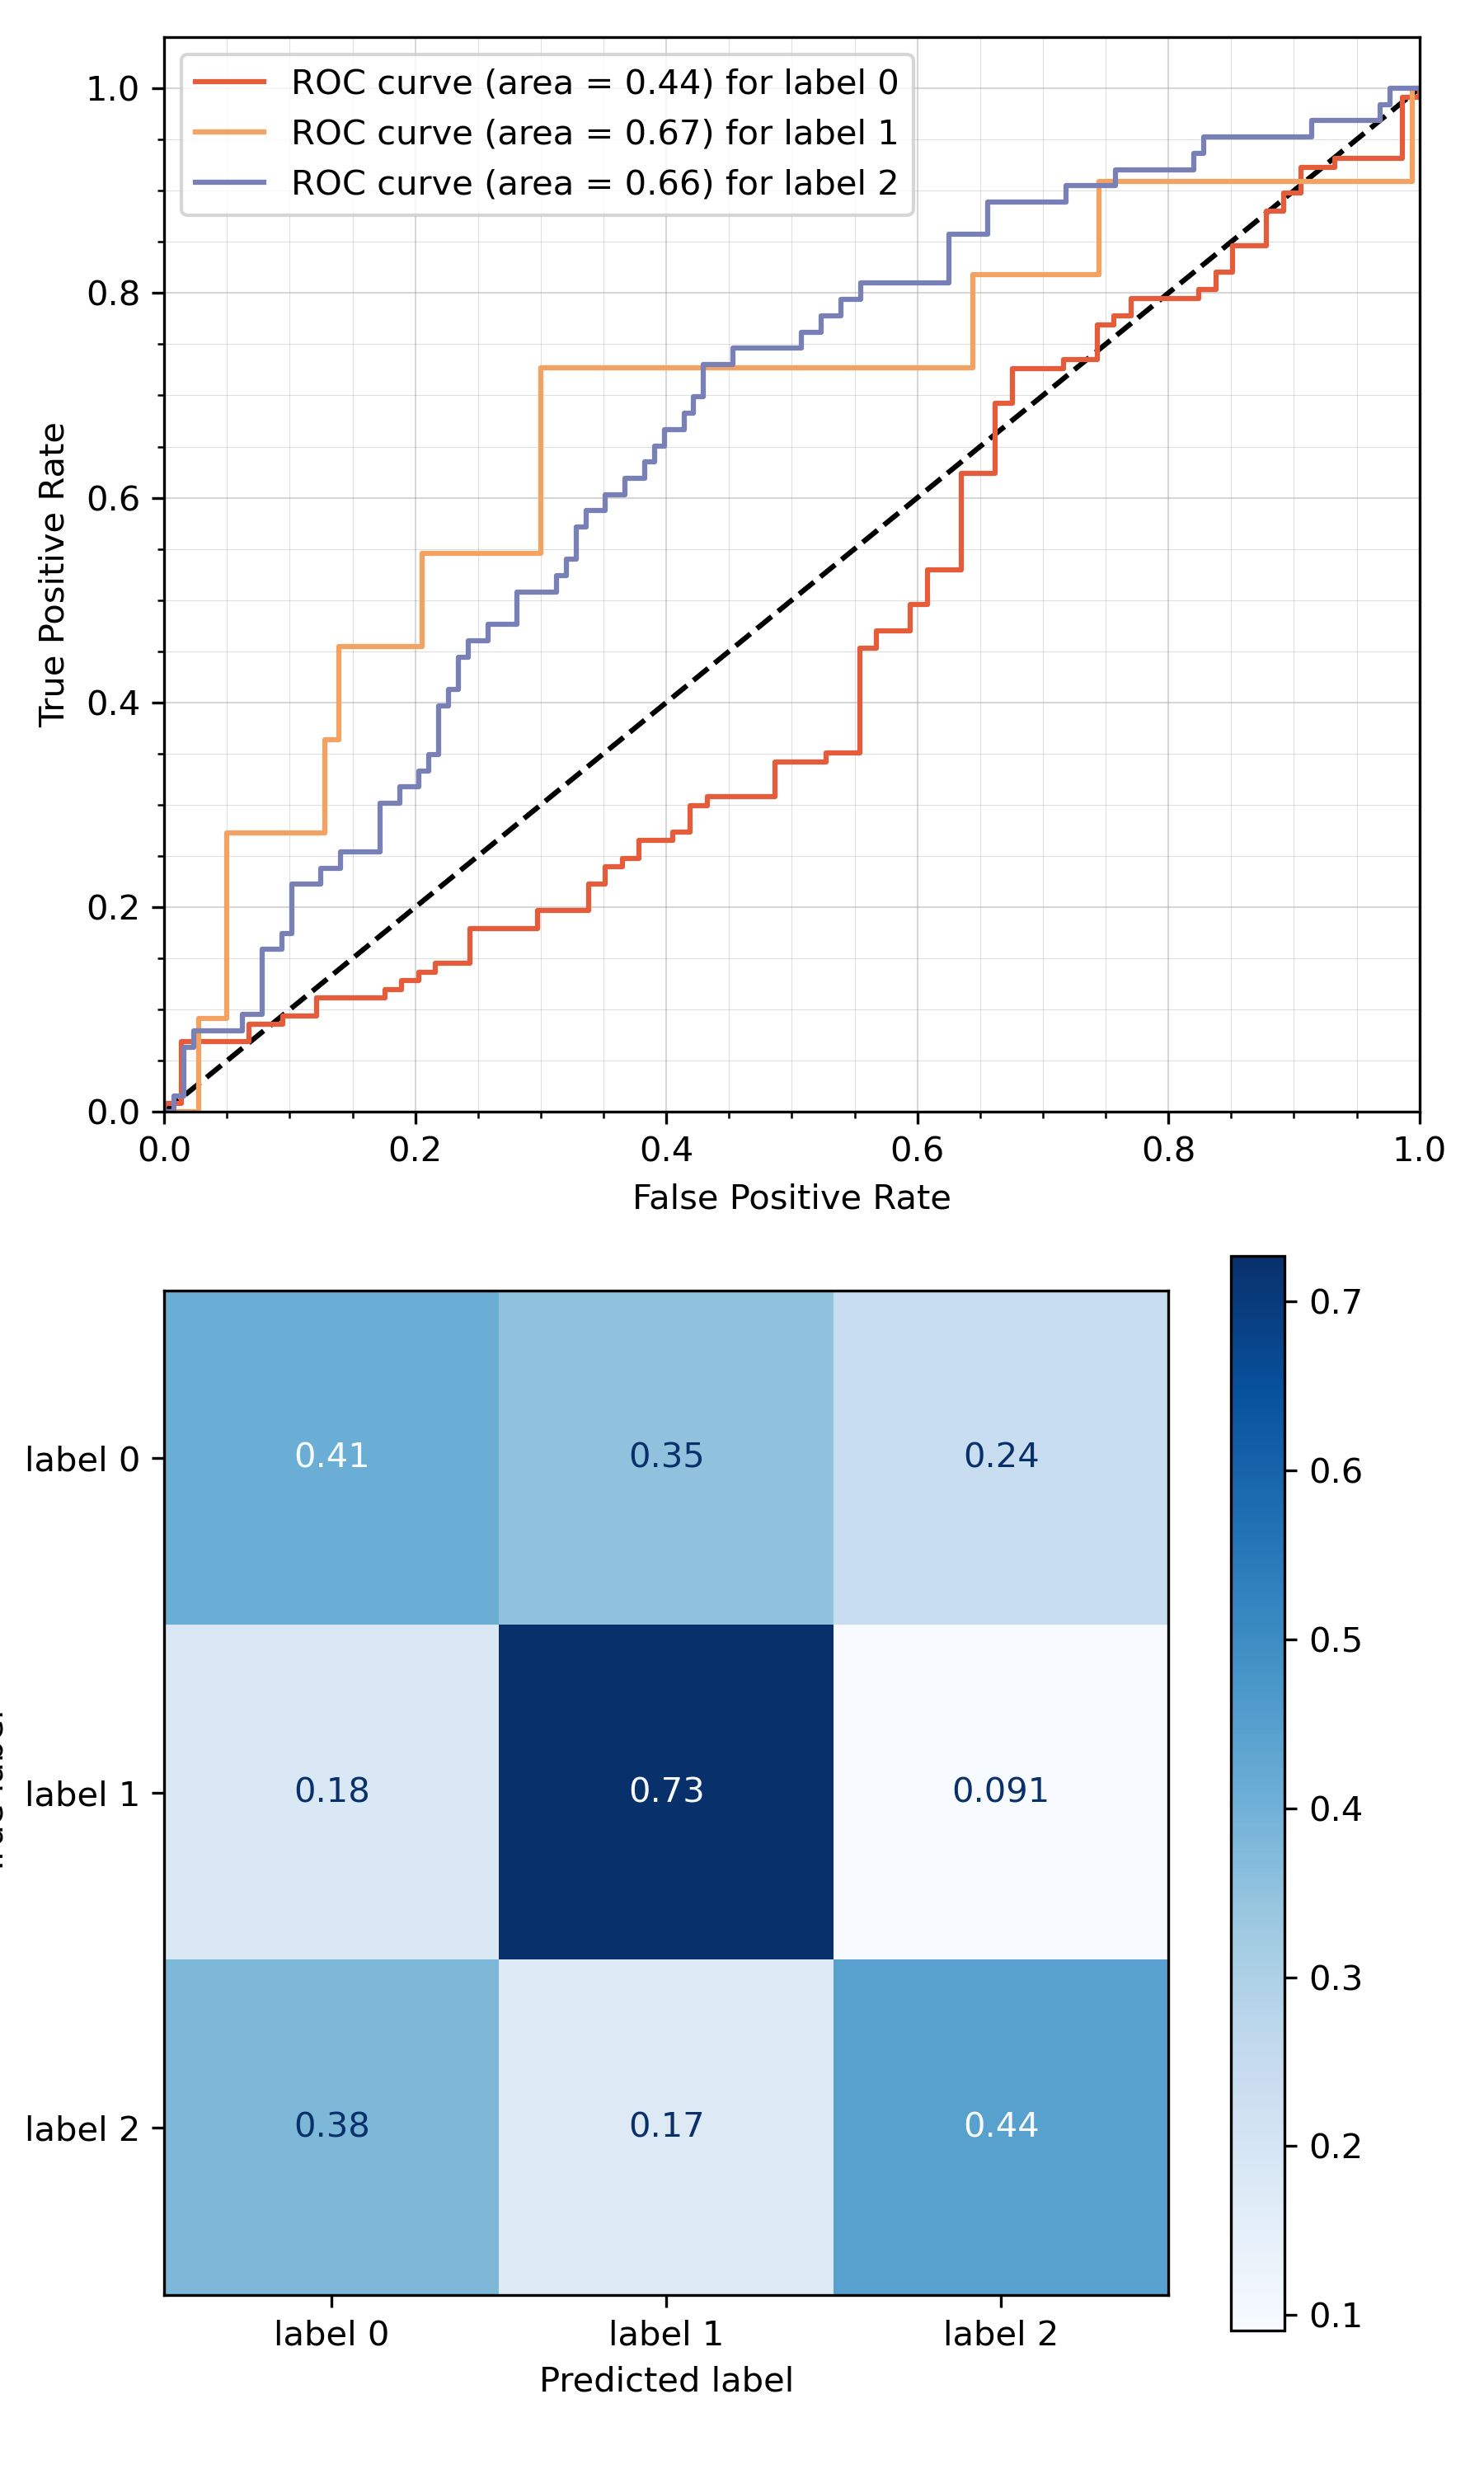 ROC curve (area = 0.44) for label 0
ROC curve (area = 0.67) for label 1
ROC curve (area = 0.66) for label 2
1.0
0.8
0.6
0.4
0.2
0.0
True Positive Rate
0.0 0.2 0.4 0.6 0.8 1.0
False Positive Rate
label 0 0.41 0.35 0.24
label 1 0.18 0.73 0.091
label 2 0.38 0.17 0.44
label 0 label 1 label 2
Predicted label
0.7
0.6
0.5
0.4
0.3
0.2
0.1